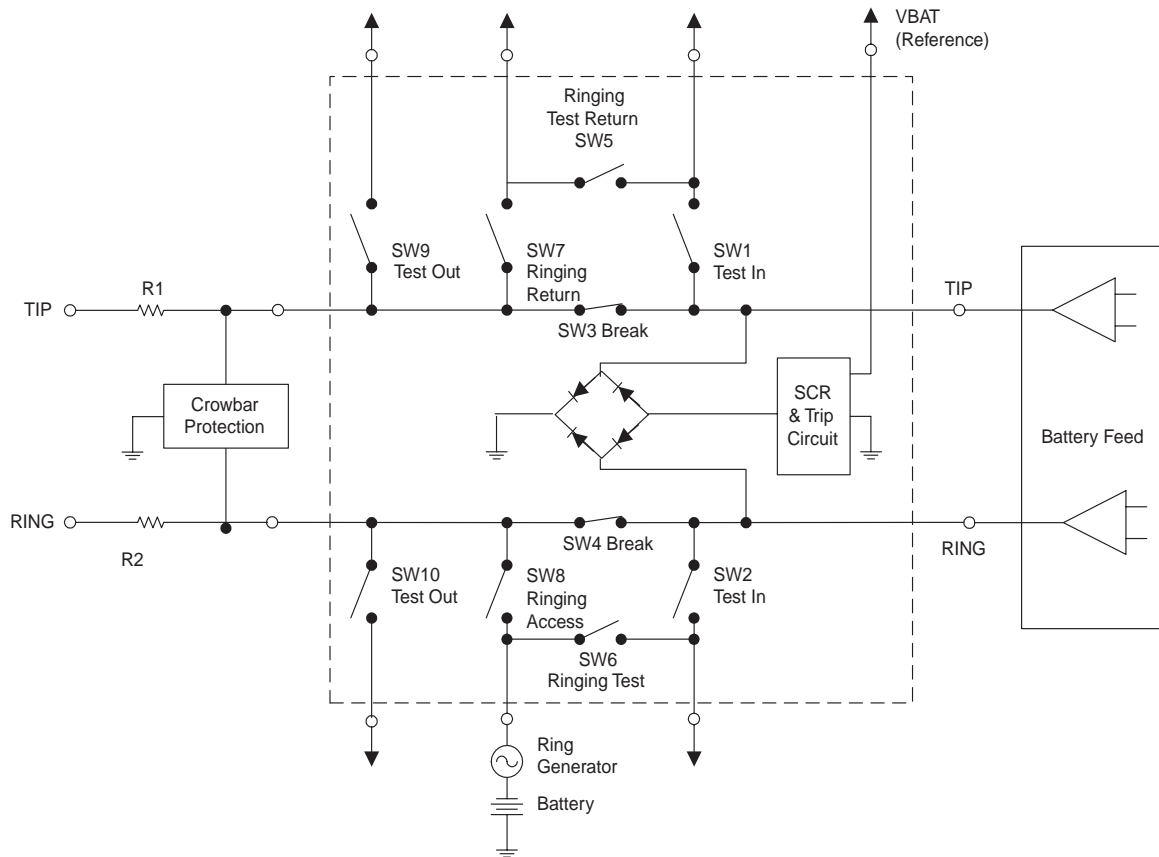 VBAT
(Reference)
Ringing
Test Return
SW5
SW9
Test Out
SW7
Ringing
Return
SW1
Test In
TIP
R1
SW3 Break
TIP
Crowbar
Protection
SCR
& Trip
Circuit
Battery Feed
RING
R2
SW4 Break
RING
SW10
Test Out
SW8
Ringing
Access
SW2
Test In
SW6
Ringing Test
Ring
Generator
Battery